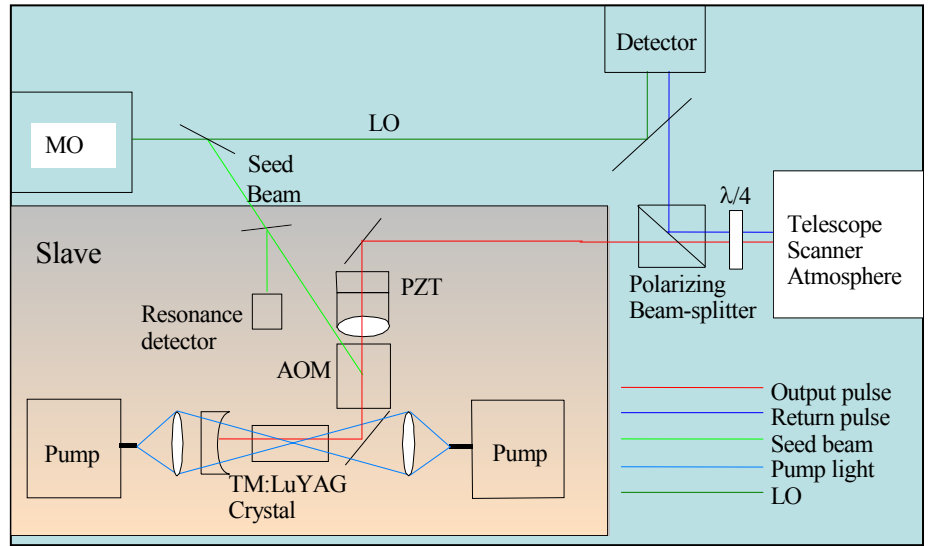 Detector
MO
LO
Seed
Beam
λ/4
Telescope
Scanner
Atmosphere
Slave
PZT
Polarizing
Beam-splitter
Resonance
detector
AOM
Output pulse
Return pulse
Seed beam
Pump light
LO
Pump
Pump
TM:LuYAG
Crystal